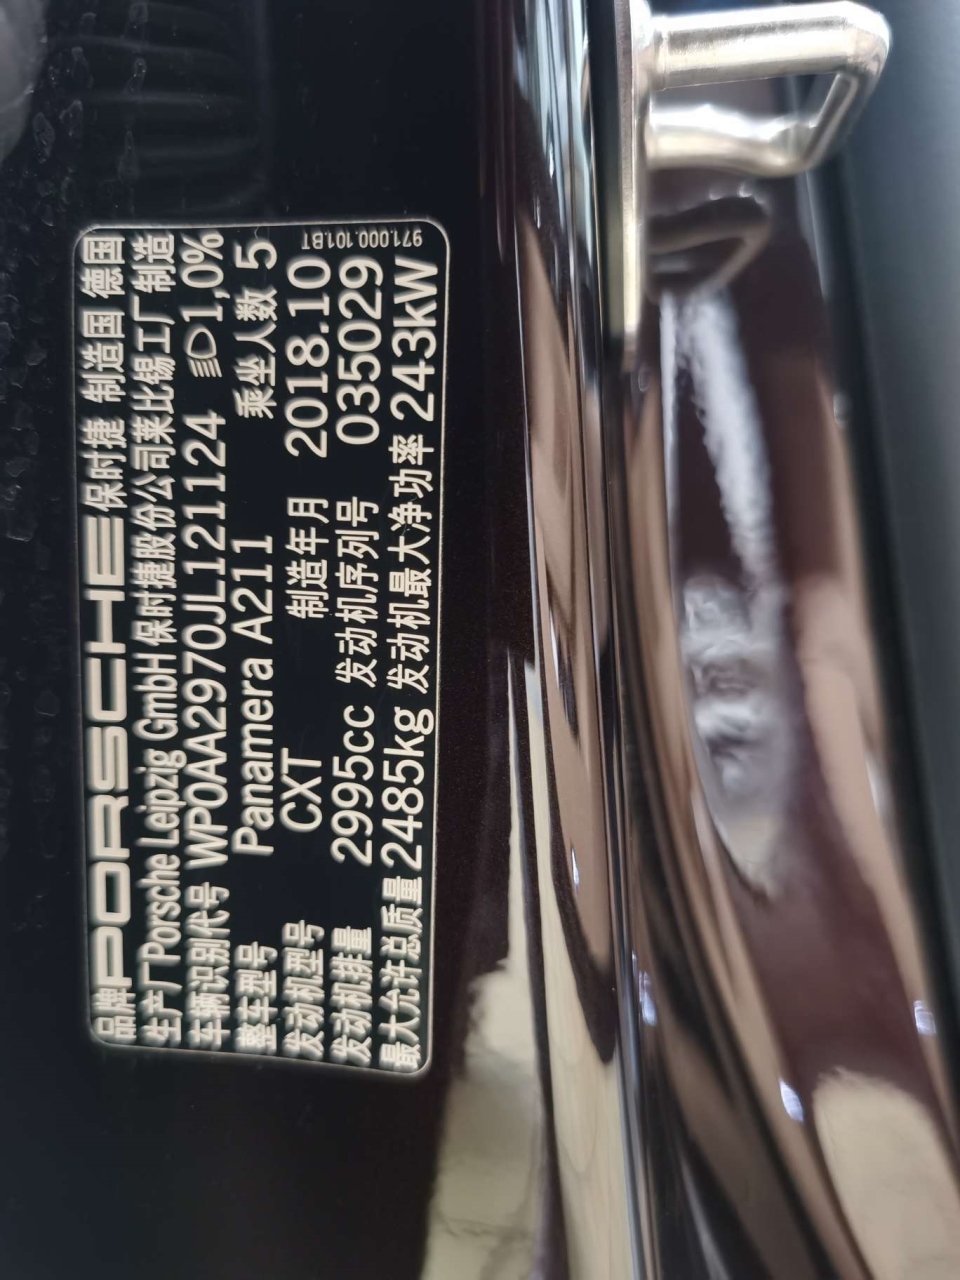 品牌 PORSCHE 保时捷 制造国 德国
生产厂 Porsche Leipzig GmbH 保时捷股份公司莱比锡工厂制造
车辆识别代号 WP0AA2970JL121124 1,0%
整车型号 Panamera A211 乘坐人数 5
发动机型号 CXT 制造年月 2018.10
发动机排量 2995cc 发动机序列号 035029
最大允许总质量 2485kg 发动机最大净功率 243kW
971.000.101.BT